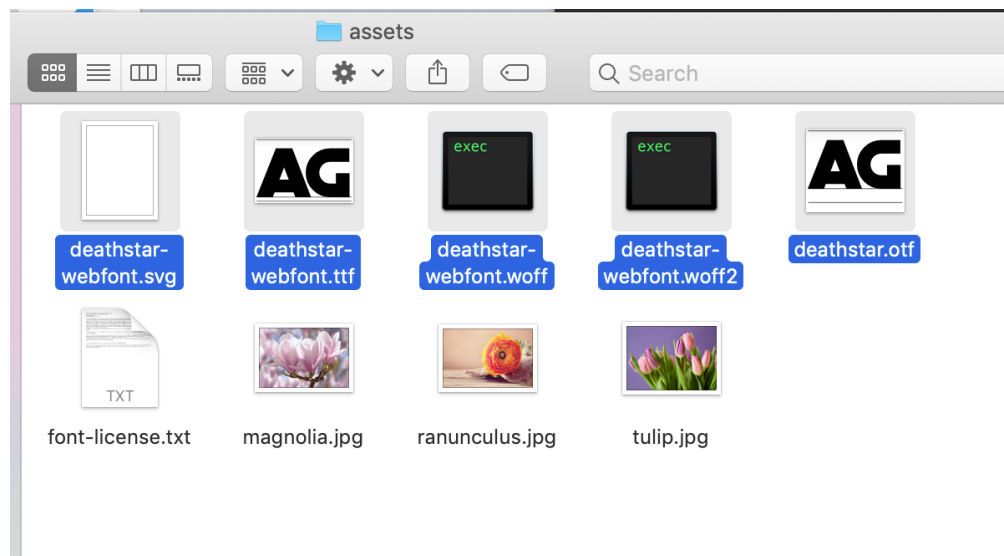 assets
Search
exec
exec
AG
AG
deathstar-
webfont.svg
deathstar-
webfont.ttf
deathstar-
webfont.woff
deathstar-
webfont.woff2
deathstar.otf
TXT
font-license.txt
magnolia.jpg
ranunculus.jpg
tulip.jpg